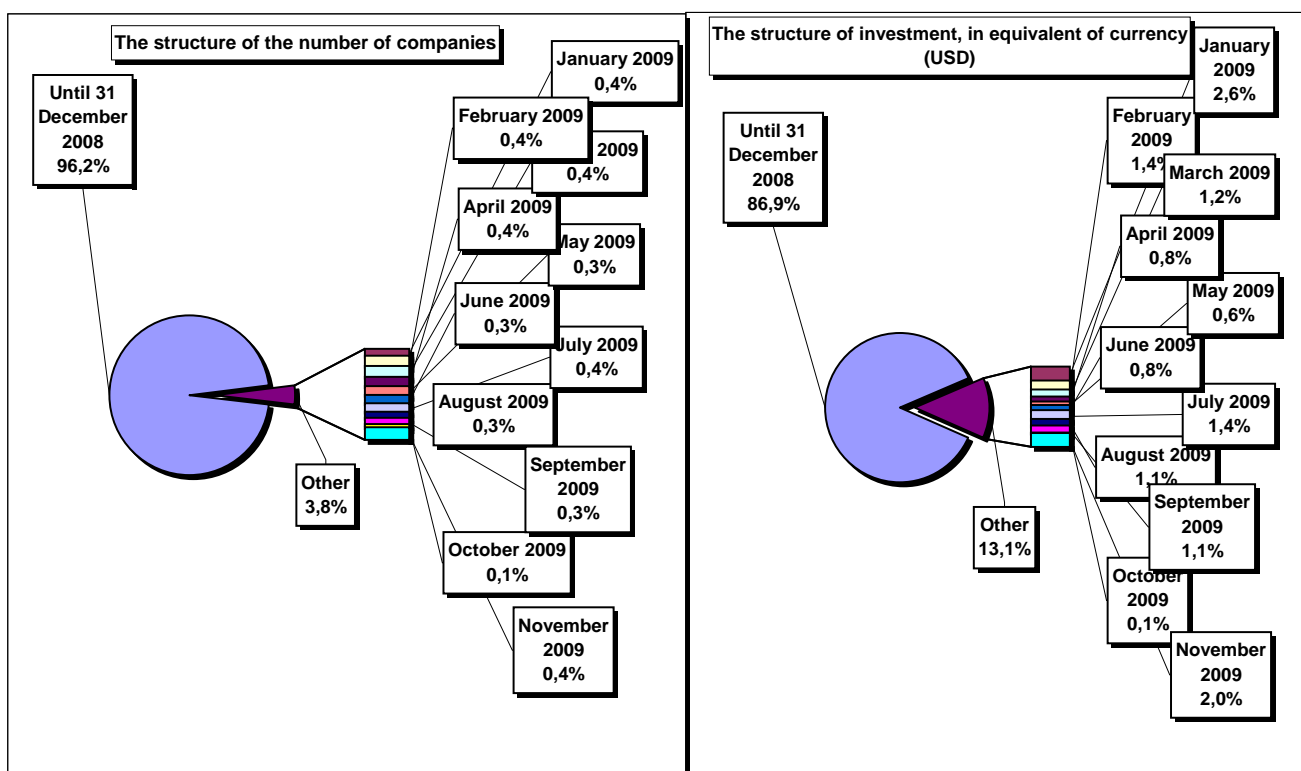 The structure of the number of companies
Until 31
December
2008
96,2%
January 2009
0,4%
February 2009
0,4%
2009
0,4%
April 2009
0,4%
May 2009
0,3%
June 2009
0,3%
July 2009
0,4%
August 2009
0,3%
September
2009
0,3%
October 2009
0,1%
November
2009
0,4%
Other
3,8%
The structure of investment, in equivalent of currency
(USD)
Until 31
December
2008
86,9%
January
2009
2,6%
February
2009
1,4%
March 2009
1,2%
April 2009
0,8%
May 2009
0,6%
June 2009
0,8%
July 2009
1,4%
August 2009
1,1%
September
2009
1,1%
October
2009
0,1%
November
2009
2,0%
Other
13,1%